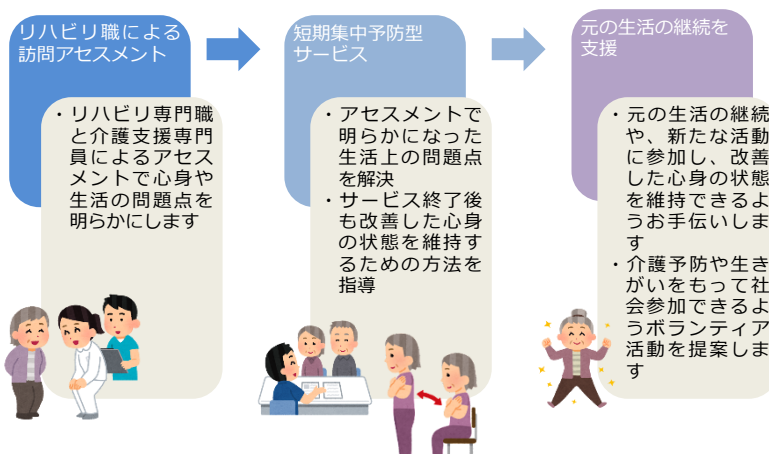 リハビリ職による
訪問アセスメント
・リハビリ専門職
と介護支援専門
員によるアセス
メントで心身や
生活の問題点を
明らかにします
短期集中予防型
サービス
・アセスメントで
明らかになった
生活上の問題点
を解決
・サービス終了後
も改善した心身
の状態を維持す
るための方法を
指導
元の生活の継続を
支援
・元の生活の継続
や、新たな活動
に参加し、改善
した心身の状態
を維持できるよ
うお手伝いしま
す
・介護予防や生き
がいをもって社
会参加できるよ
うボランティア
活動を提案しま
す